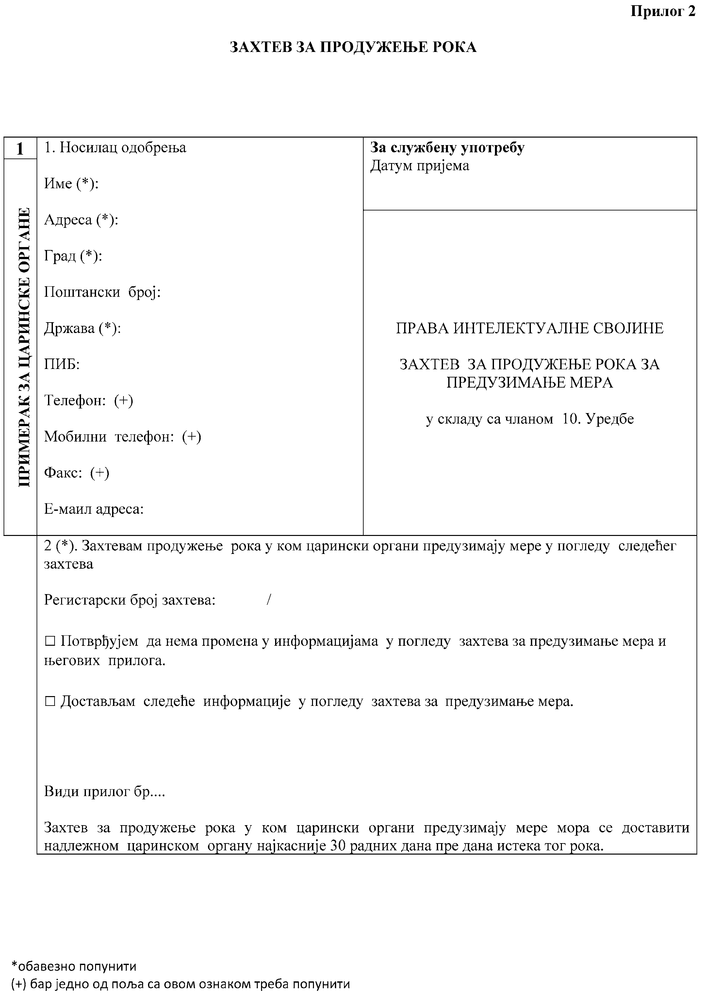 Прилог 2
ЗАХТЕВ ЗА ПРОДУЖЕЊЕ РОКА
1
ПРИМЕРАК ЗА ЦАРИНСКЕ ОРГАНЕ
1. Носилац одобрења
Име (*):
Адреса (*):
Град (*):
Поштански број:
Држава (*):
ПИБ:
Телефон: (+)
Мобилни телефон: (+)
Факс: (+)
Е-маил адреса:
За службену употребу
Датум пријема
ПРАВА ИНТЕЛЕКТУАЛНЕ СВОЈИНЕ
ЗАХТЕВ ЗА ПРОДУЖЕЊЕ РОКА ЗА
ПРЕДУЗИМАЊЕ МЕРА
у складу са чланом 10. Уредбе
2 (*). Захтевам продужење рока у ком царински органи предузимају мере у погледу следећег
захтева
Регистарски број захтева: /
☐ Потврђујем да нема промена у информацијама у погледу захтева за предузимање мера и
његових прилога.
☐ Достављам следеће информације у погледу захтева за предузимање мера.
Види прилог бр....
Захтев за продужење рока у ком царински органи предузимају мере мора се доставити
надлежном царинском органу најкасније 30 радних дана пре дана истека тог рока.
*обавезно попунити
(+) бар једно од поља са овом ознаком треба попунити